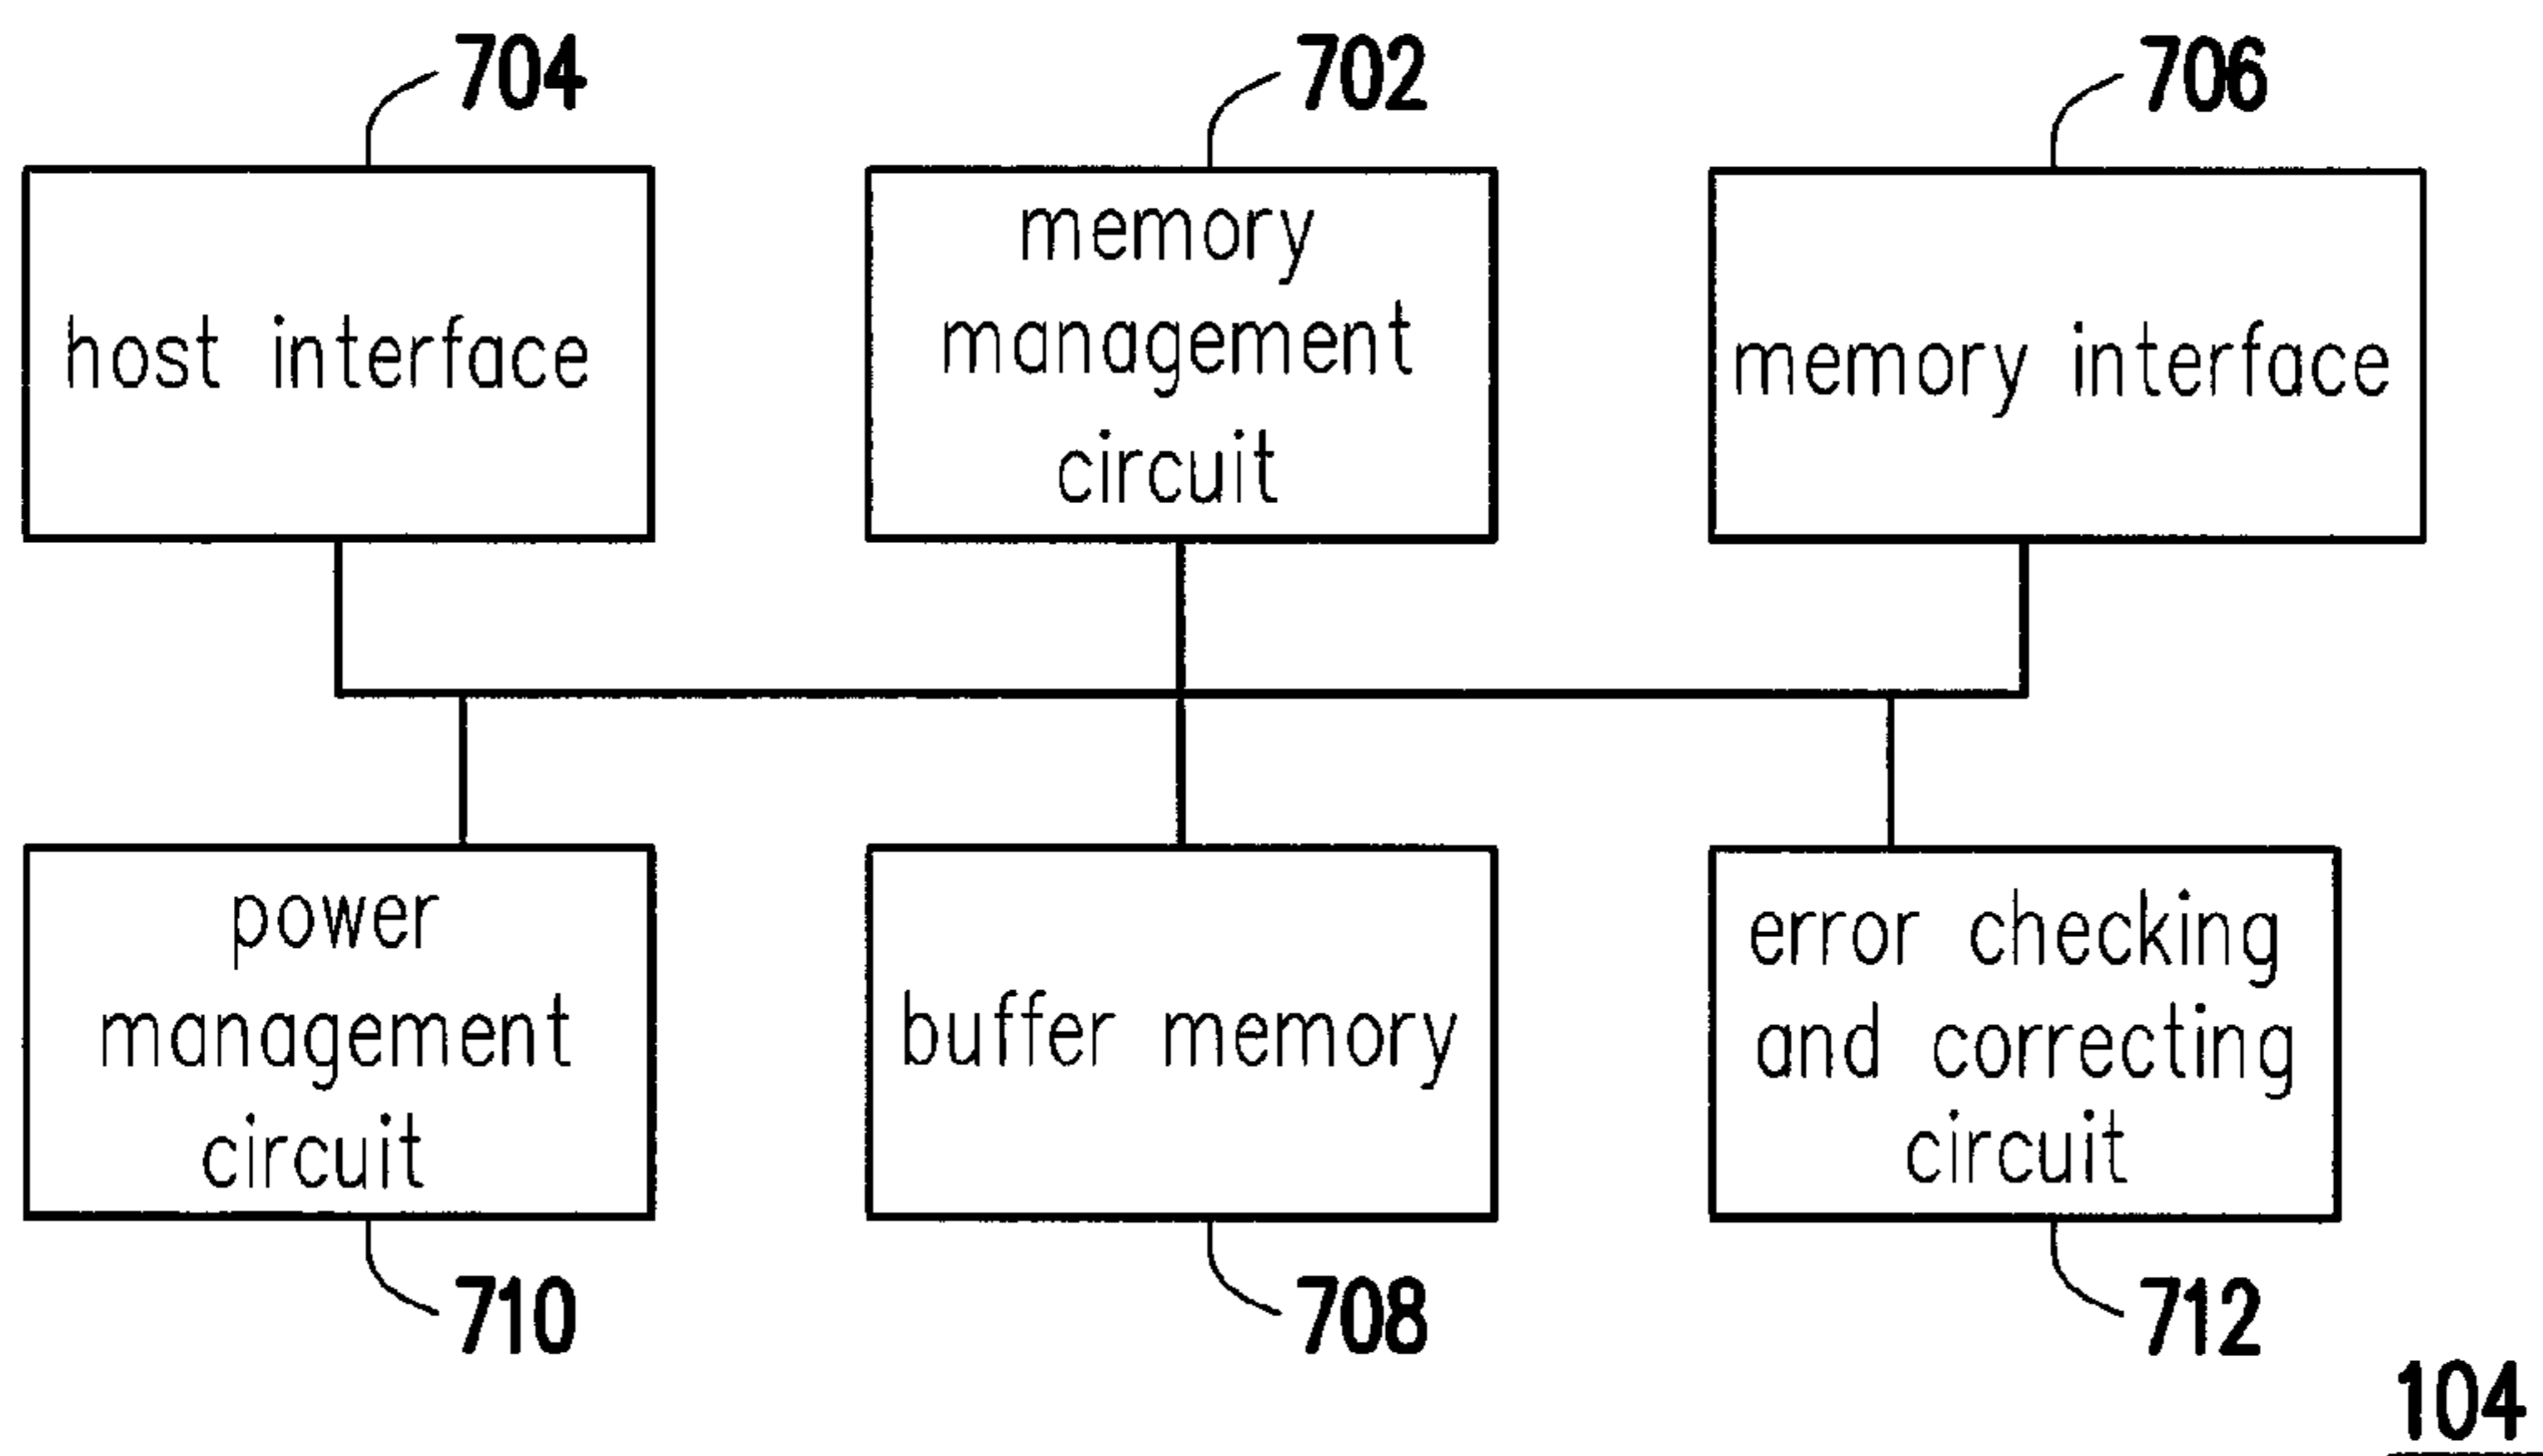 704
702
706
host interface
memory
management
circuit
memory interface
power
management
circuit
buffer memory
error checking
and correcting
circuit
710
708
712
104